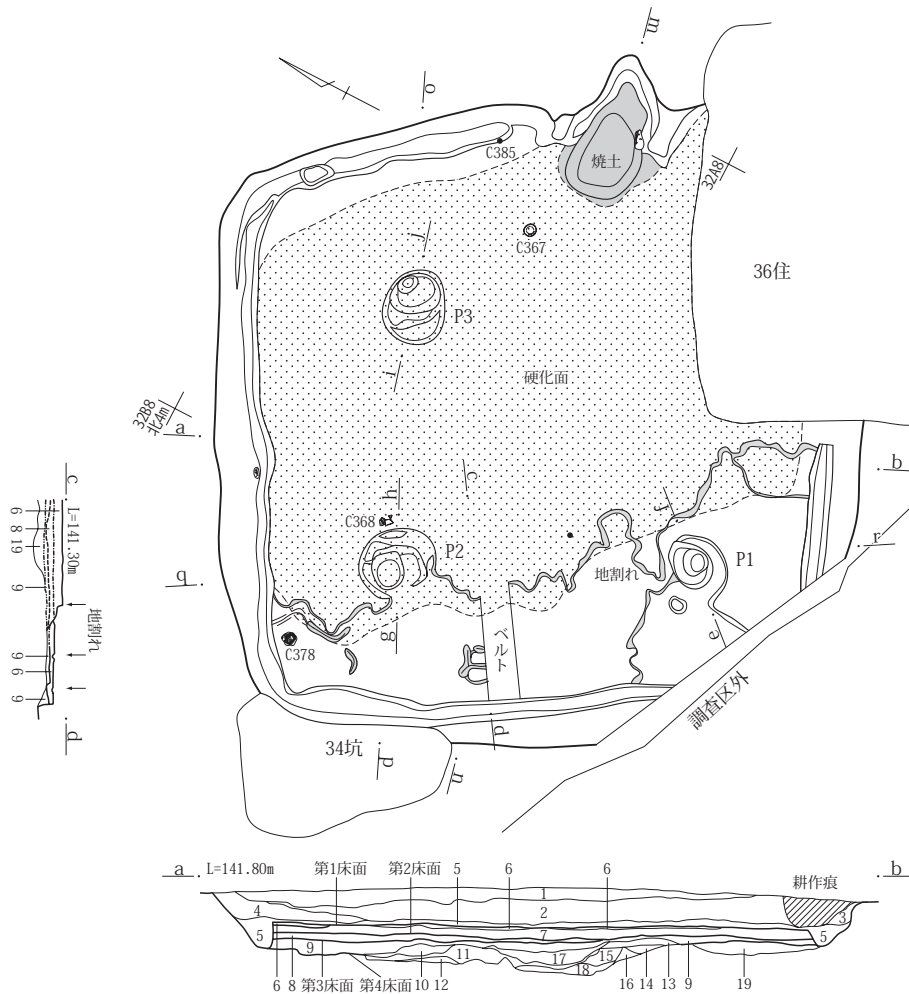 m
o
C385
焼土
32A8
C367
36住
j
P3
i
硬化面
32B8
北4m
a
b
c
h
C368
P2
f
地割れ
P1
r
q
g
ベルト
e
C378
調査区外
d
34坑
p
n
c
L=141.30m
6
8
19
9
地割れ
9
6
9
d
a L=141.80m 第1床面 第2床面 5 6 6 耕作痕 b
1
4 2 3
5 7 5
9 11 17 15
18
6 8 第3床面 第4床面 10 12 16 14 13 9 19